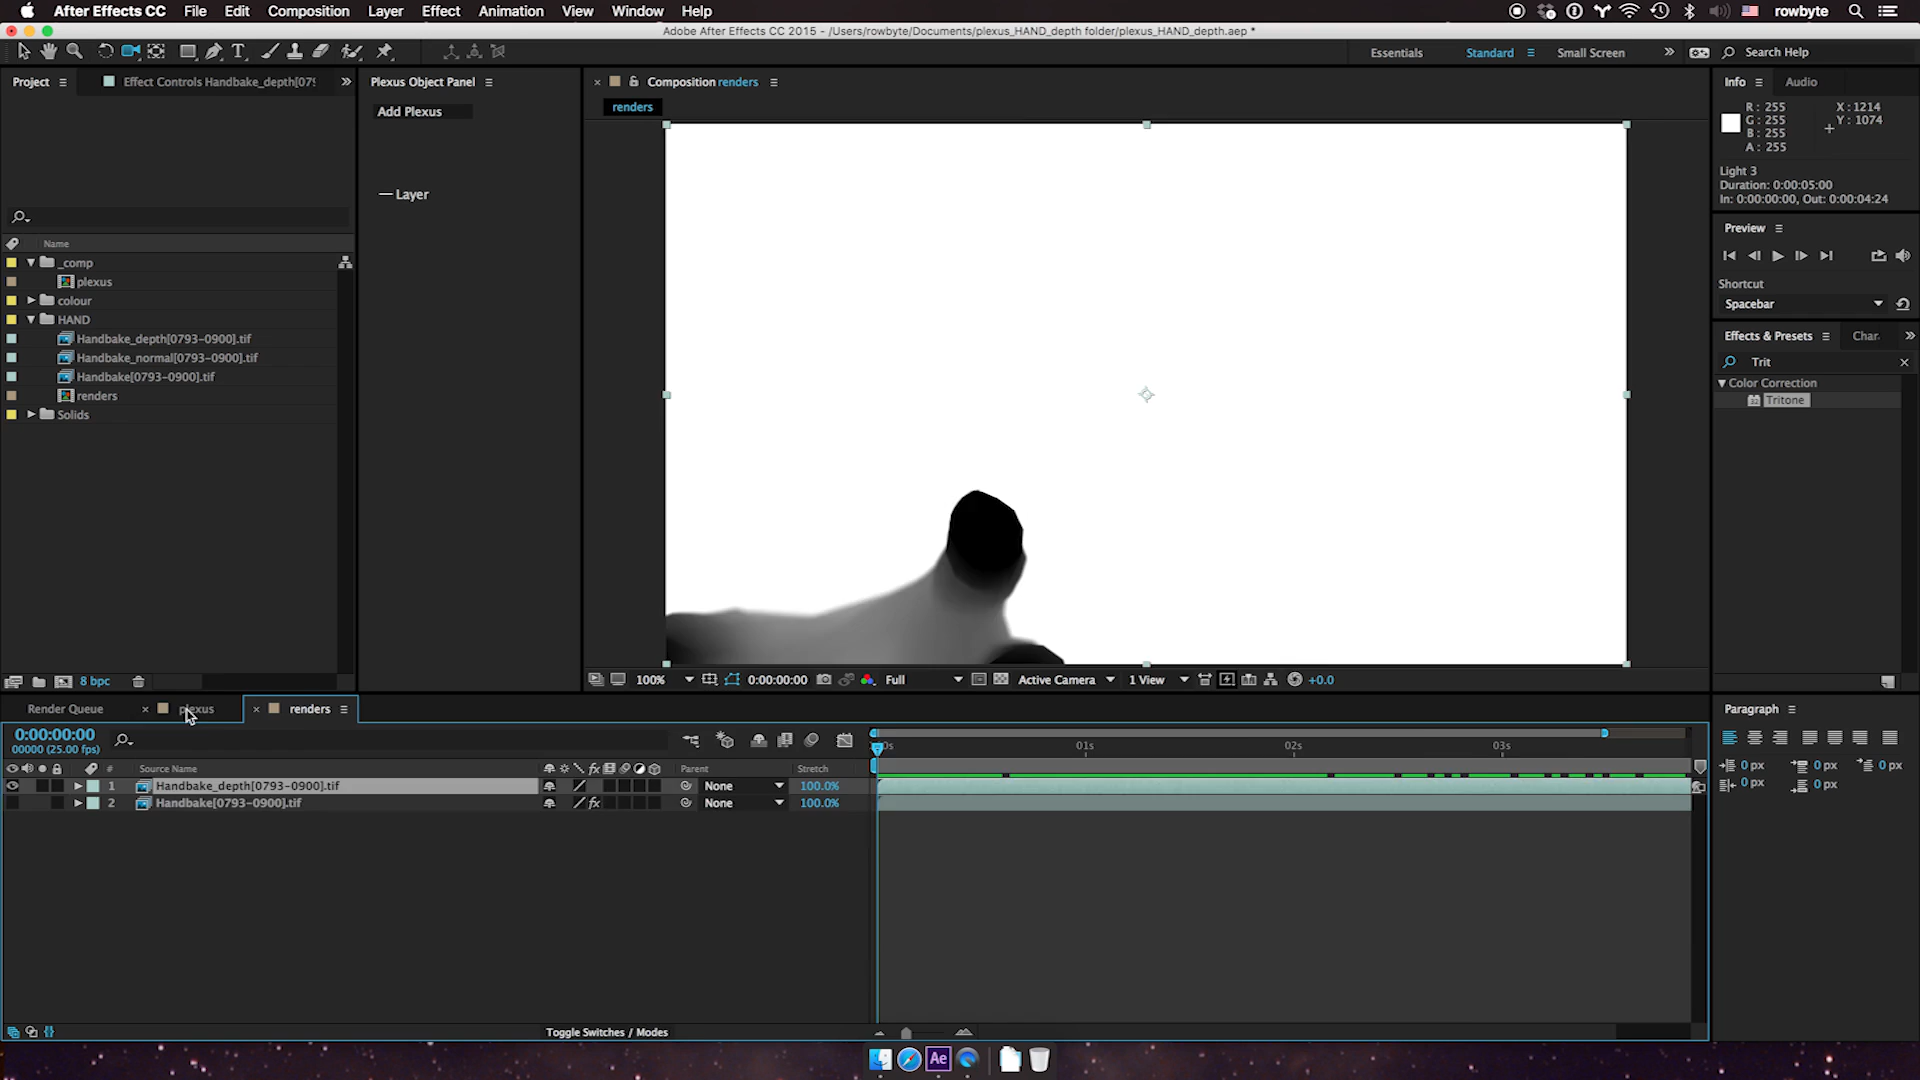 After Effects CC File Edit Composition Layer Effect Animation View Window Help rowbyte
Adobe After Effects CC 2015 - /Users/rowbyte/Documents/plexus_HAND_depth folder/plexus_HAND_depth.aep *
Essentials Standard Small Screen Search Help
Project Effect Controls Handbake_depth[079
Plexus Object Panel
Composition renders
Info Audio
Add Plexus
renders
R: 255
G: 255
B: 255
A: 255
X: 1214
Y: 1074
Light 3
Duration: 0:00:05:00
In: 0:00:00:00, Out: 0:00:04:24
Layer
Preview
Shortcut
Spacebar
Effects & Presets Char
Trit
Color Correction
32 Tritone
Name
_comp
plexus
colour
HAND
Handbake_depth[0793-0900].tif
Handbake_normal[0793-0900].tif
Handbake[0793-0900].tif
renders
Solids
8 bpc
100% 0:00:00:00 Full Active Camera 1 View +0.0
Render Queue plexus renders
Paragraph
0:00:00:00
00000 (25.00 fps)
01s 02s 03s
# Source Name fx Parent Stretch
1 Handbake_depth[0793-0900].tif None 100.0%
2 Handbake[0793-0900].tif fx None 100.0%
0 px 0 px 0 px
0 px 0 px
Toggle Switches / Modes
Ae